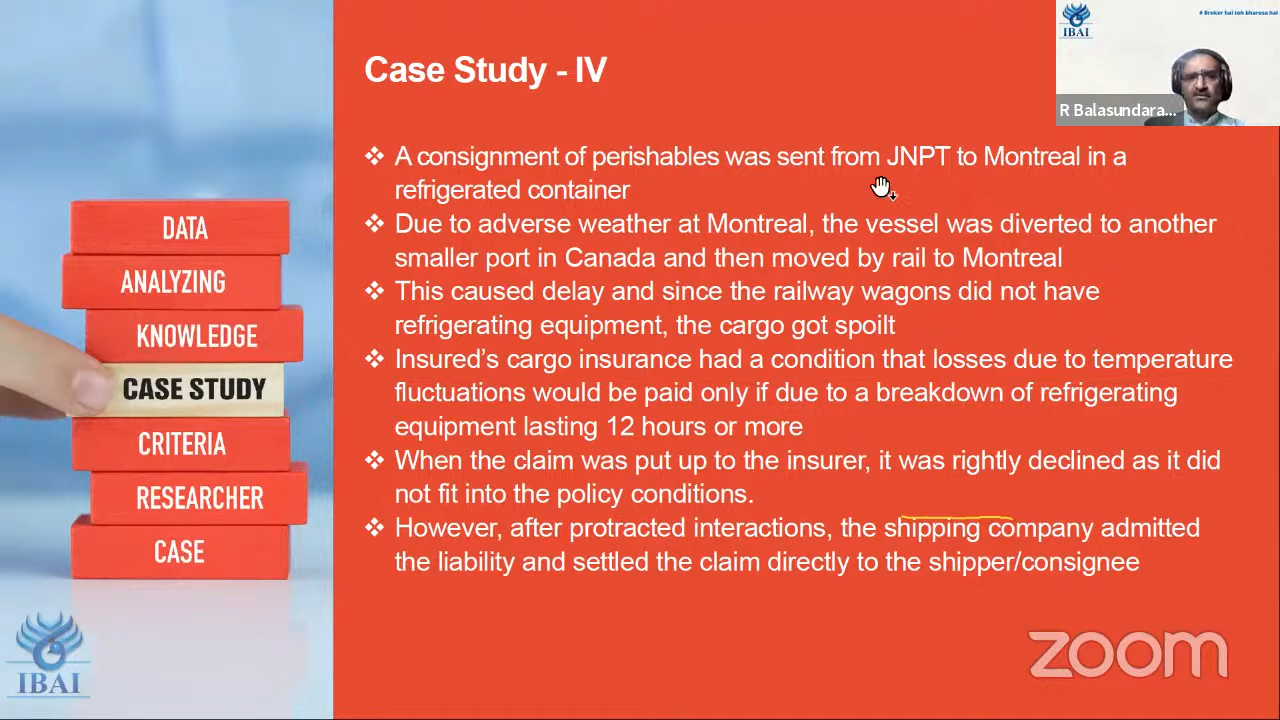 IBAI
# Broker hai toh bharosa hai
R Balasundara...
Case Study - IV
❖ A consignment of perishables was sent from JNPT to Montreal in a
refrigerated container
❖ Due to adverse weather at Montreal, the vessel was diverted to another
smaller port in Canada and then moved by rail to Montreal
❖ This caused delay and since the railway wagons did not have
refrigerating equipment, the cargo got spoilt
❖ Insured's cargo insurance had a condition that losses due to temperature
fluctuations would be paid only if due to a breakdown of refrigerating
equipment lasting 12 hours or more
❖ When the claim was put up to the insurer, it was rightly declined as it did
not fit into the policy conditions.
❖ However, after protracted interactions, the shipping company admitted
the liability and settled the claim directly to the shipper/consignee
DATA
ANALYZING
KNOWLEDGE
CASE STUDY
CRITERIA
RESEARCHER
CASE
IBAI
zoom